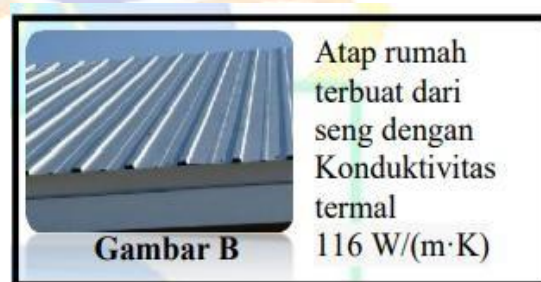 Atap rumah
terbuat dari
seng dengan
Konduktivitas
termal
116 W/(m·K)
Gambar B